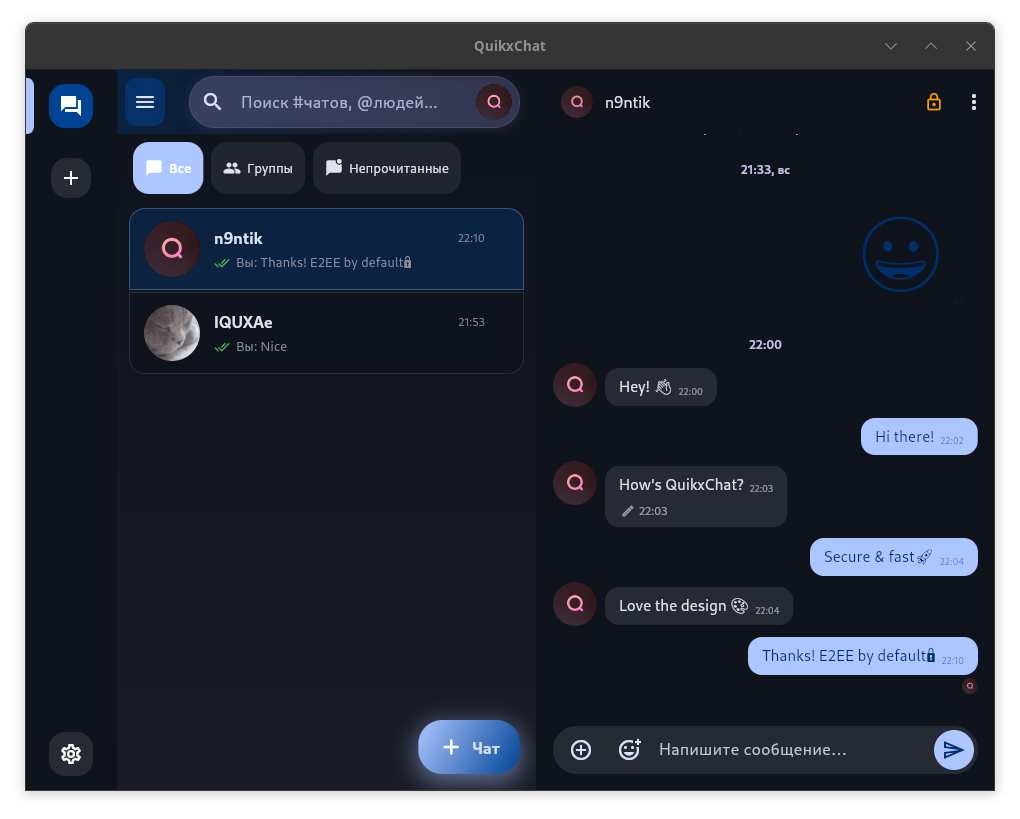 QuikxChat
Поиск #чатов, @людей...
Все
Группы
Непрочитанные
n9ntik
22:10
Вы: Thanks! E2EE by default🔒
IQUXAe
21:53
Вы: Nice
Чат
n9ntik
21:33, вс
22:00
Hey! 👋 22:00
Hi there! 22:02
How's QuikxChat? 22:03
22:03
Secure & fast🚀 22:04
Love the design 🎨 22:04
Thanks! E2EE by default🔒 22:10
Напишите сообщение...